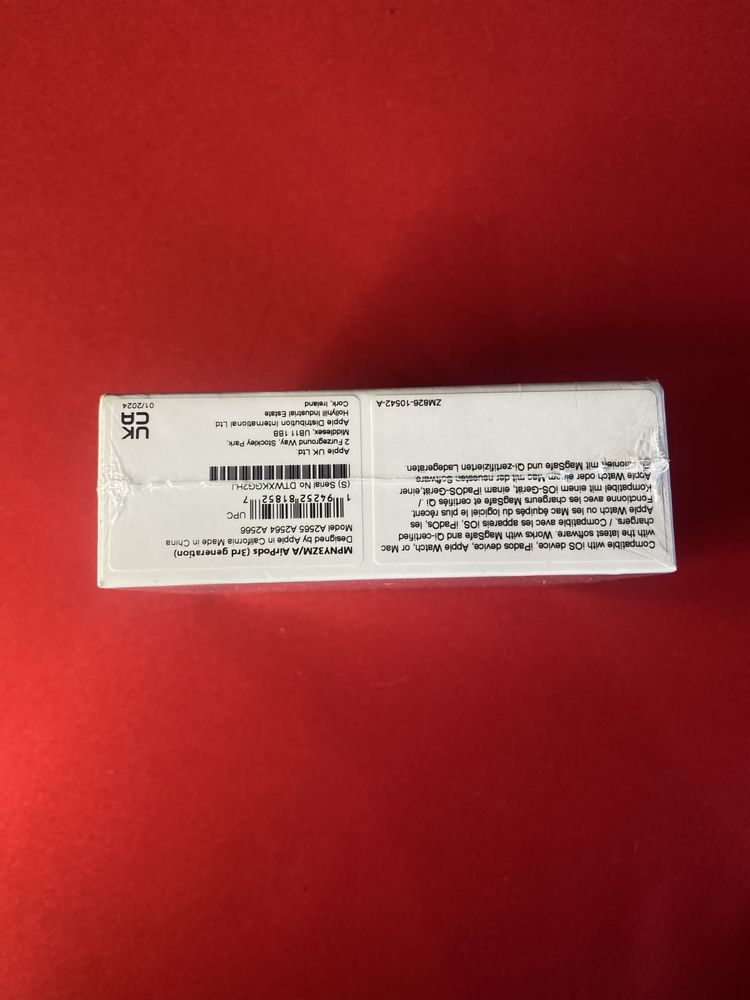 MPNY3ZM/A AirPods (3rd generation)
Designed by Apple in California Made in China
Model A2565 A2564 A2566
UPC
1 94252 81852 7
(S) Serial No.DTWXKGG2HJ
Apple UK Ltd.
2 Furzeground Way, Stockley Park,
Middlesex, UB11 1BB
Apple Distribution International Ltd
Hollyhill Industrial Estate
Cork, Ireland
UK
CA
01/2024
Compatible with iOS device, iPados device, Apple Watch, or Mac
with the latest software. Works with MagSafe and Qi-certified
chargers. / Compatible avec les appareils iOS, iPados, les
Apple Watch ou les Mac équipés du logiciel le plus récent.
Fonctionne avec les chargeurs MagSafe et certifiés Qi. /
Kompatibel mit einem iOS-Gerät, einam iPadOS-Gerät,einer
Apple Watch oder einem Mac mit der neuesten Software.
Funktioniert mit MagSafe und Qi-zertifizierten Ladegeräten.
ZM826-10542-A